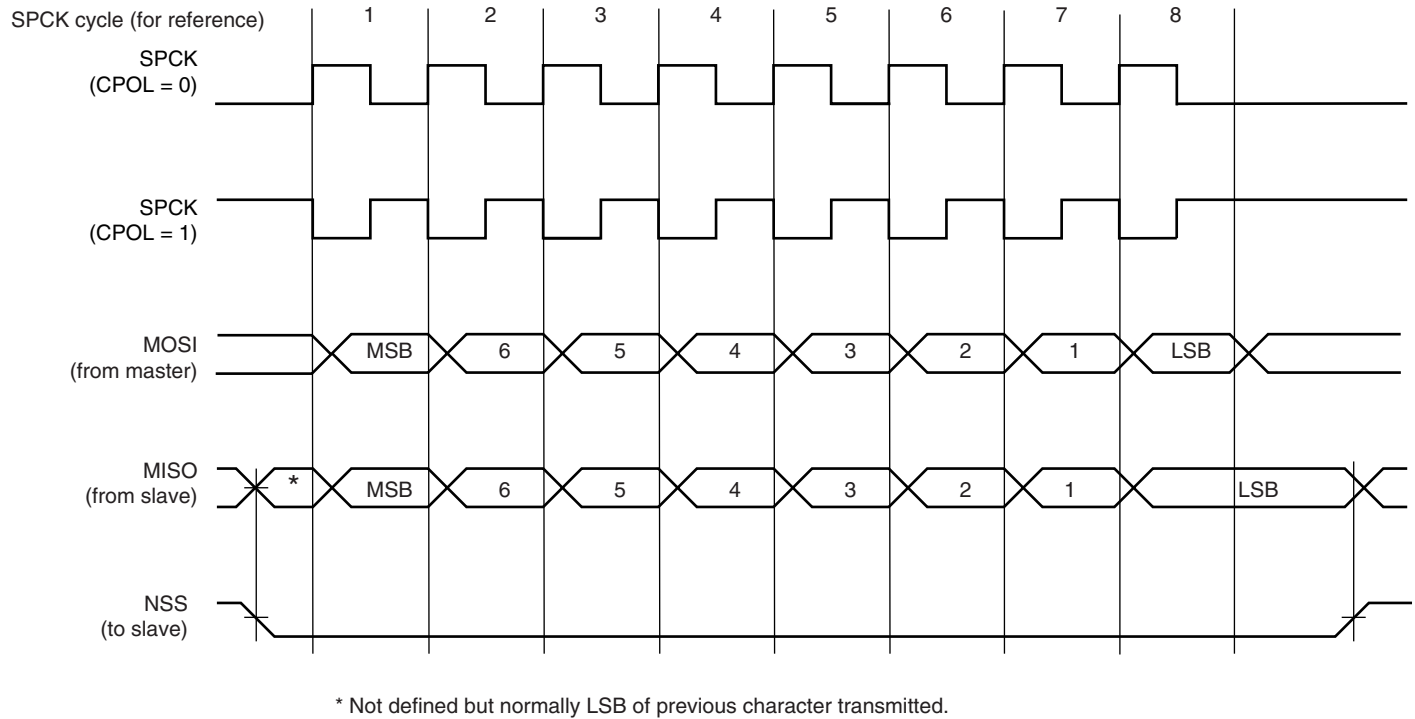 SPCK cycle (for reference) 1 2 3 4 5 6 7 8
SPCK
(CPOL = 0)
SPCK
(CPOL = 1)
MOSI
(from master)
MSB 6 5 4 3 2 1 LSB
MISO
(from slave)
* MSB 6 5 4 3 2 1 LSB
NSS
(to slave)
* Not defined but normally LSB of previous character transmitted.